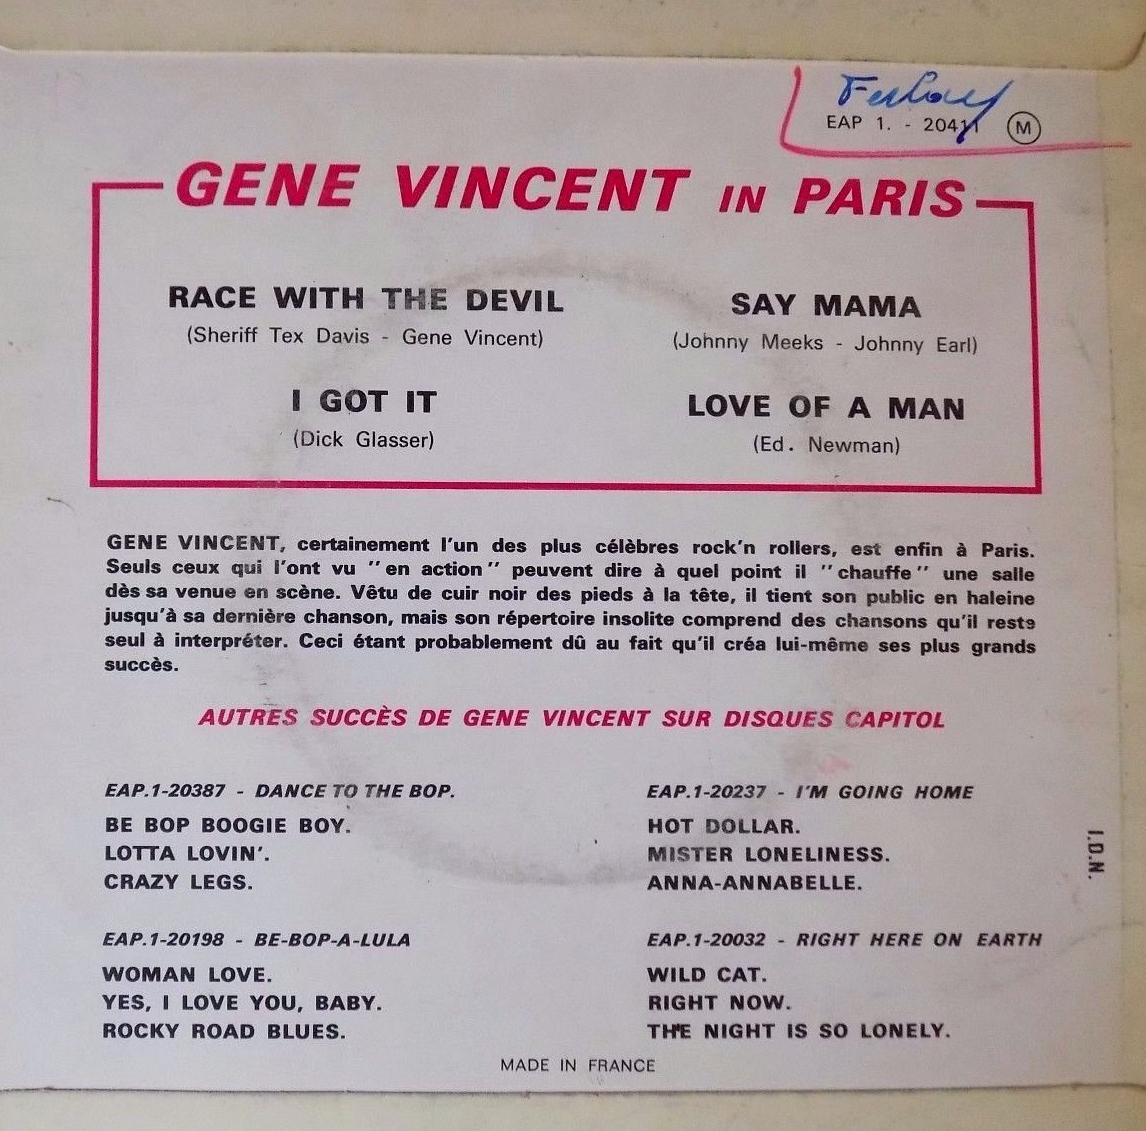 EAP 1. - 20411 M
GENE VINCENT IN PARIS
RACE WITH THE DEVIL
(Sheriff Tex Davis - Gene Vincent)
I GOT IT
(Dick Glasser)
SAY MAMA
(Johnny Meeks - Johnny Earl)
LOVE OF A MAN
(Ed. Newman)
GENE VINCENT, certainement l'un des plus célèbres rock'n rollers, est enfin à Paris.
Seuls ceux qui l'ont vu "en action" peuvent dire à quel point il "chauffe" une salle
dès sa venue en scène. Vêtu de cuir noir des pieds à la tête, il tient son public en haleine
jusqu'à sa dernière chanson, mais son répertoire insolite comprend des chansons qu'il reste
seul à interpréter. Ceci étant probablement dû au fait qu'il créa lui-même ses plus grands
succès.
AUTRES SUCCÈS DE GENE VINCENT SUR DISQUES CAPITOL
EAP.1-20387 - DANCE TO THE BOP.
BE BOP BOOGIE BOY.
LOTTA LOVIN'.
CRAZY LEGS.
EAP.1-20237 - I'M GOING HOME
HOT DOLLAR.
MISTER LONELINESS.
ANNA-ANNABELLE.
EAP.1-20198 - BE-BOP-A-LULA
WOMAN LOVE.
YES, I LOVE YOU, BABY.
ROCKY ROAD BLUES.
EAP.1-20032 - RIGHT HERE ON EARTH
WILD CAT.
RIGHT NOW.
THE NIGHT IS SO LONELY.
I.D.N.
MADE IN FRANCE